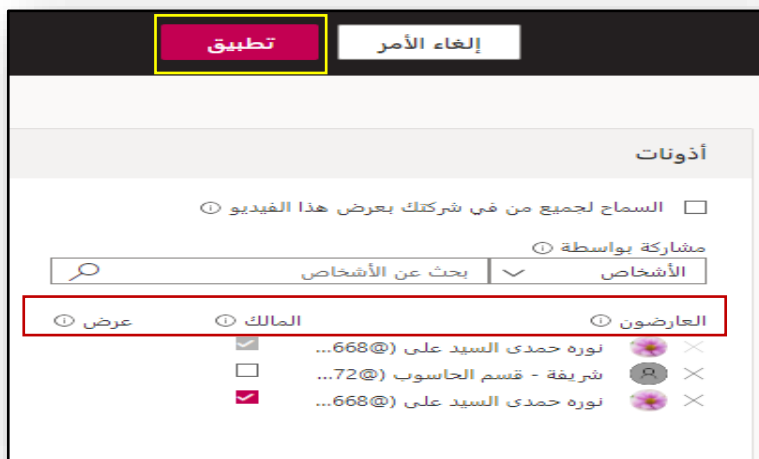 إلغاء الأمر تطبيق
أذونات
السماح لجميع من في شركتك بعرض هذا الفيديو
مشاركة بواسطة
الأشخاص بحث عن الأشخاص
العارضون المالك عرض
نوره حمدى السيد على (@668...
شريفة - قسم الحاسوب (@72...
نوره حمدى السيد على (@668...